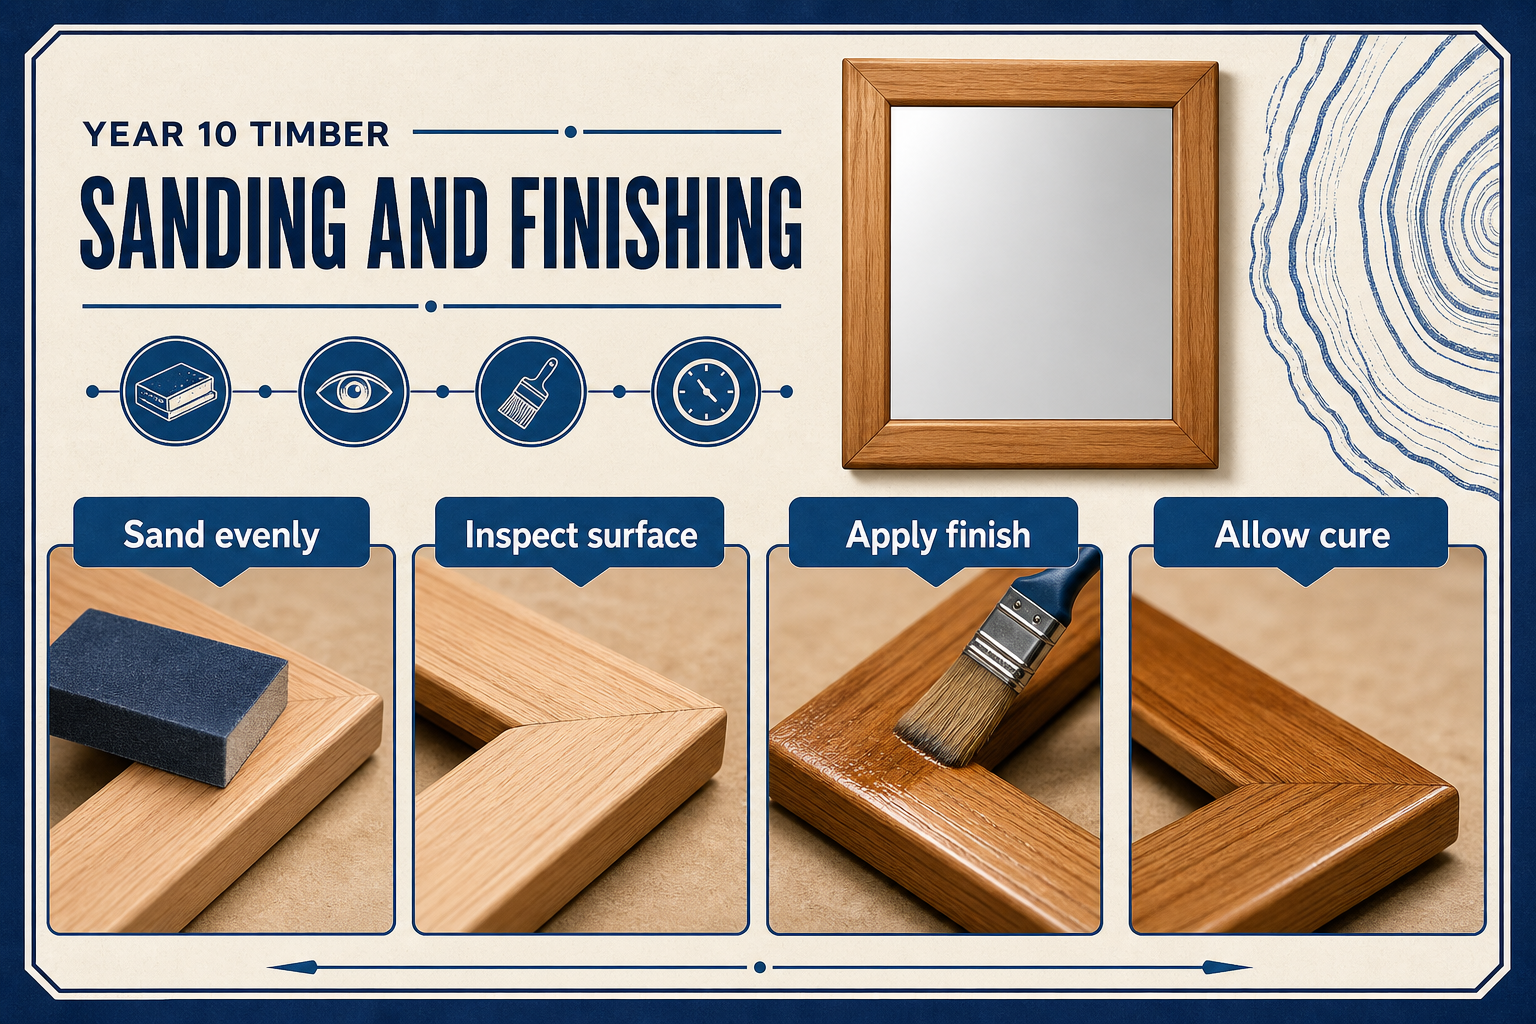 YEAR 10 TIMBER
SANDING AND FINISHING
Sand evenly
Inspect surface
Apply finish
Allow cure